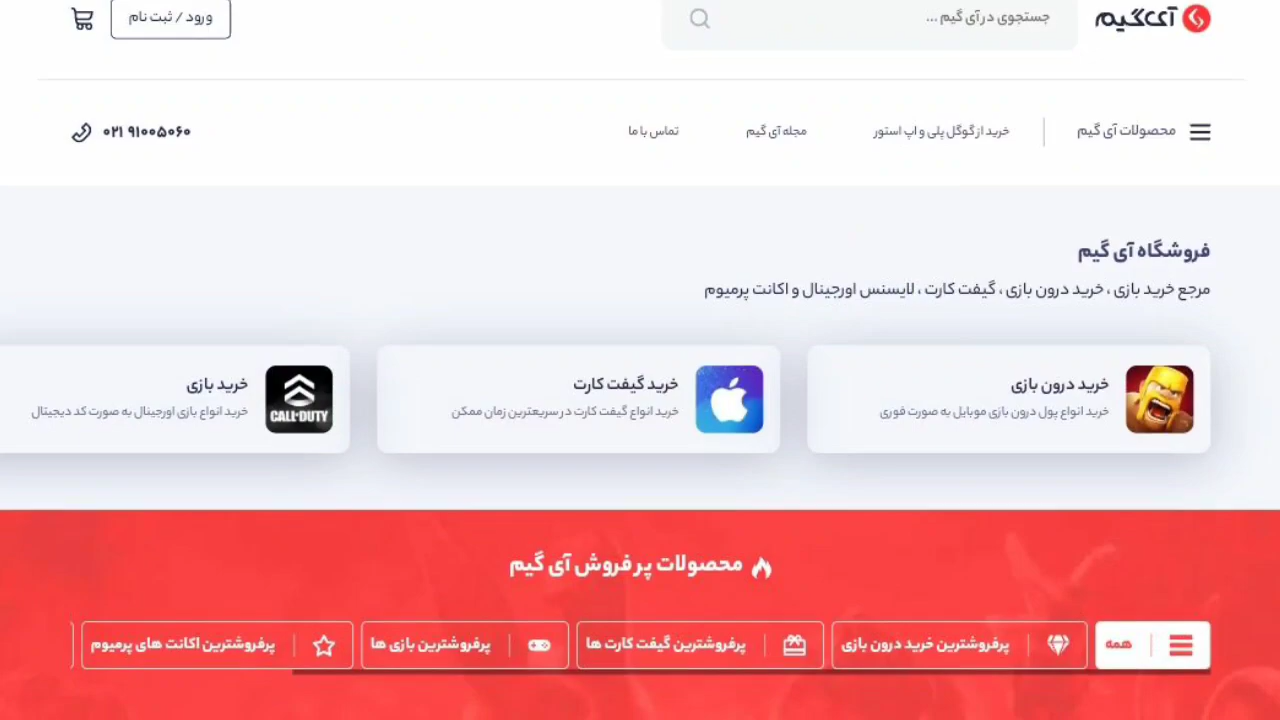 آی‌گیم
جستجوی در آی گیم ...
ورود / ثبت نام
محصولات آی گیم
خرید از گوگل پلی و اپ استور
مجله آی گیم
تماس با ما
۰۲۱ ۹۱۰۰۵۰۶۰
فروشگاه آی گیم
مرجع خرید بازی ، خرید درون بازی ، گیفت کارت ، لایسنس اورجینال و اکانت پرمیوم
خرید درون بازی
خرید انواع پول درون بازی موبایل به صورت فوری
خرید گیفت کارت
خرید انواع گیفت کارت در سریعترین زمان ممکن
CALL OF DUTY
خرید بازی
خرید انواع بازی اورجینال به صورت کد دیجیتال
محصولات پر فروش آی گیم
همه
پرفروشترین خرید درون بازی
پرفروشترین گیفت کارت ها
پرفروشترین بازی ها
پرفروشترین اکانت های پرمیوم